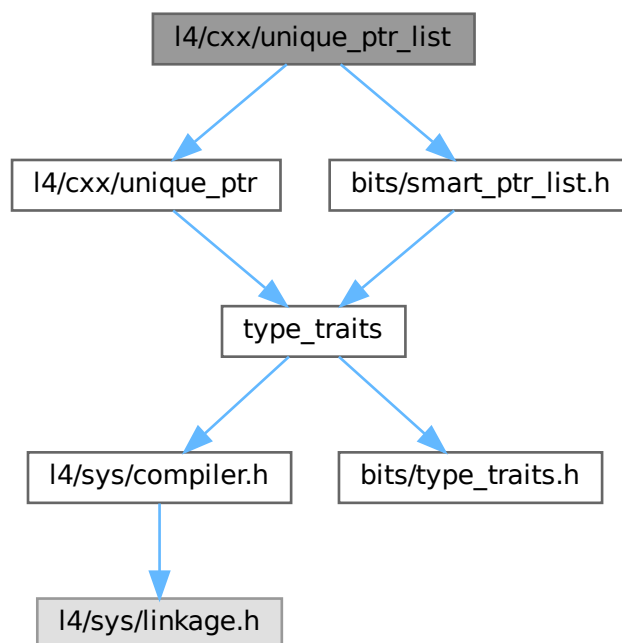 l4/cxx/unique_ptr_list
l4/cxx/unique_ptr
bits/smart_ptr_list.h
type_traits
l4/sys/compiler.h
bits/type_traits.h
l4/sys/linkage.h